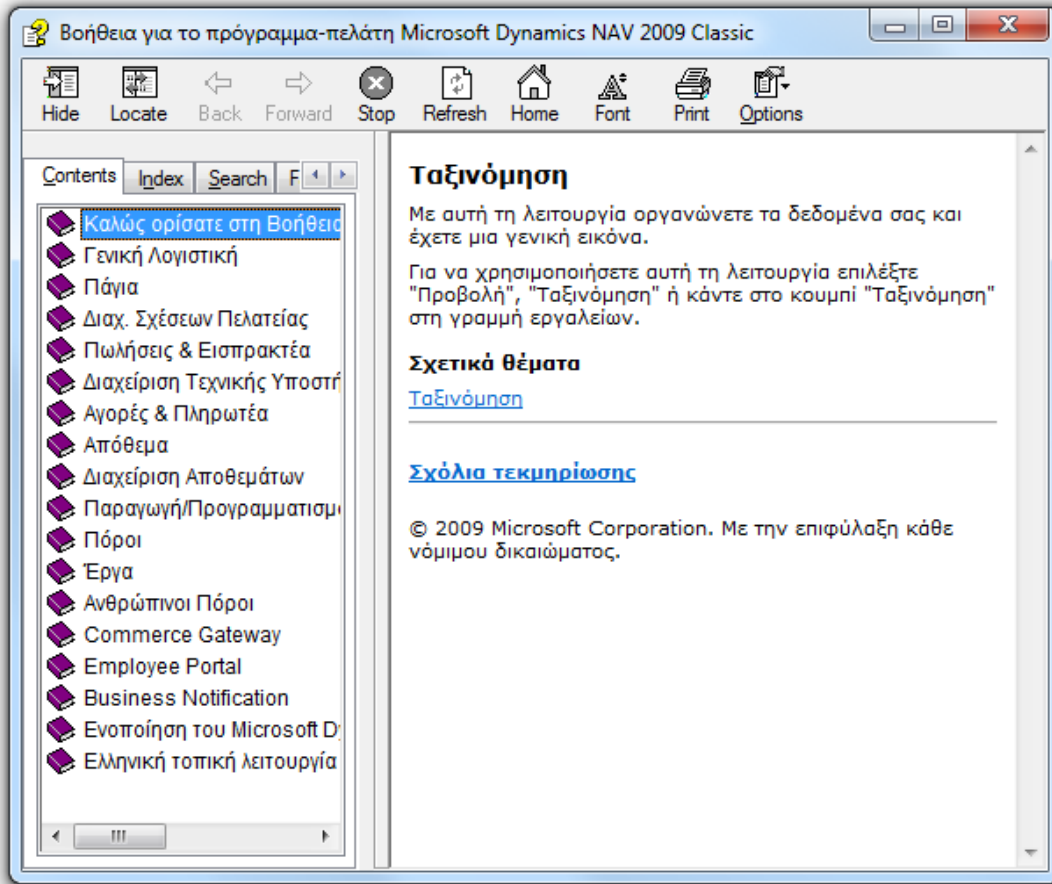 Βοήθεια για το πρόγραμμα-πελάτη Microsoft Dynamics NAV 2009 Classic
Hide Locate Back Forward Stop Refresh Home Font Print Options
Contents Index Search F
Καλώς ορίσατε στη Βοήθεια
Γενική Λογιστική
Πάγια
Διαχ. Σχέσεων Πελατείας
Πωλήσεις & Εισπρακτέα
Διαχείριση Τεχνικής Υποστή
Αγορές & Πληρωτέα
Απόθεμα
Διαχείριση Αποθεμάτων
Παραγωγή/Προγραμματισμο
Πόροι
Έργα
Ανθρώπινοι Πόροι
Commerce Gateway
Employee Portal
Business Notification
Ενοποίηση του Microsoft Dy
Ελληνική τοπική λειτουργία
Ταξινόμηση
Με αυτή τη λειτουργία οργανώνετε τα δεδομένα σας και
έχετε μια γενική εικόνα.
Για να χρησιμοποιήσετε αυτή τη λειτουργία επιλέξτε
"Προβολή", "Ταξινόμηση" ή κάντε στο κουμπί "Ταξινόμηση"
στη γραμμή εργαλείων.
Σχετικά θέματα
Ταξινόμηση
Σχόλια τεκμηρίωσης
© 2009 Microsoft Corporation. Με την επιφύλαξη κάθε
νόμιμου δικαιώματος.